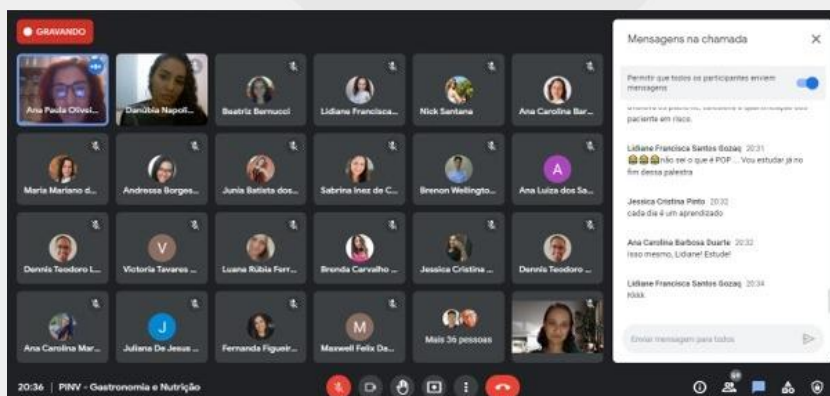 GRAVANDO
Ana Paula Olivei...
Danúbia Napoli...
Beatriz Bernucci
Lidiane Francisca...
Nick Santana
Ana Carolina Bar...
Maria Mariano d...
Andressa Borges...
Junia Batista dos...
Sabrina Inez de C...
Brenon Wellingto...
A
Ana Luiza dos Sa...
Dennis Teodoro L...
V
Victoria Tavares ...
Luana Rúbia Ferr...
Brenda Carvalho ...
Jessica Cristina ...
Dennis Teodoro ...
Ana Carolina Mar...
J
Juliana De Jesus ...
Fernanda Figueir...
M
Maxwell Felix Da...
Mais 36 pessoas
20:36 | PINV - Gastronomia e Nutrição
Mensagens na chamada
Permitir que todos os participantes enviem
mensagens
paciente em risco.
Lidiane Francisca Santos Gozaq 20:31
não sei o que é POP ... Vou estudar já no
fim dessa palestra
Jessica Cristina Pinto 20:32
cada dia é um aprendizado
Ana Carolina Barbosa Duarte 20:32
isso mesmo, Lidiane! Estude!
Lidiane Francisca Santos Gozaq 20:34
Enviar mensagem para todos